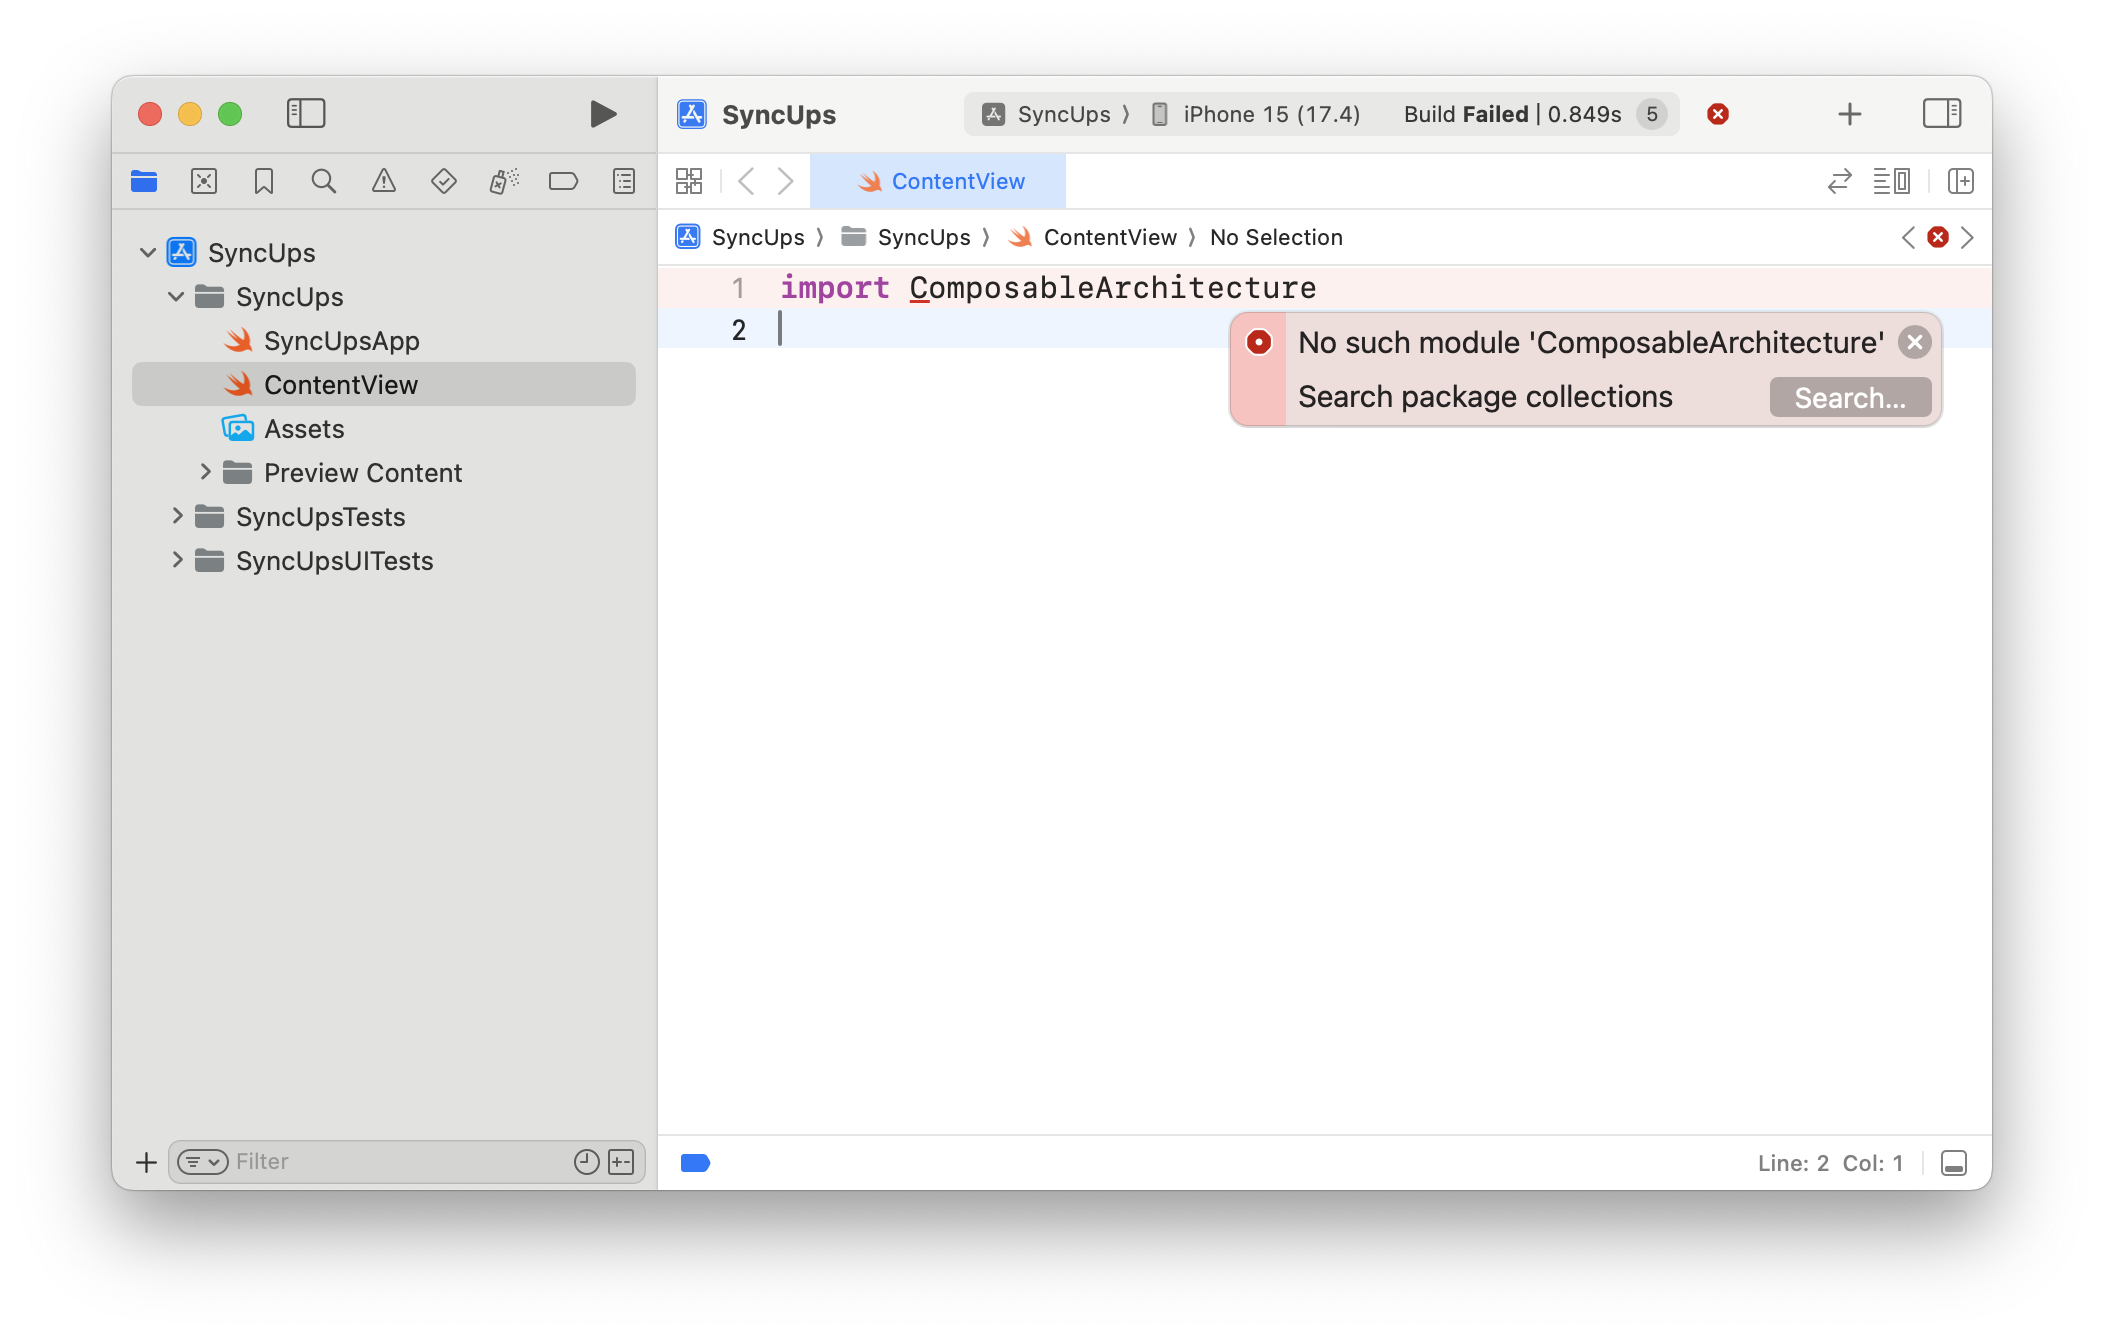 SyncUps
SyncUps
iPhone 15 (17.4)
Build Failed | 0.849s
5
ContentView
SyncUps
SyncUps
ContentView
No Selection
SyncUps
SyncUps
SyncUpsApp
ContentView
Assets
Preview Content
SyncUpsTests
SyncUpsUITests
1 import ComposableArchitecture
2
No such module 'ComposableArchitecture'
Search package collections
Search...
Filter
Line: 2 Col: 1